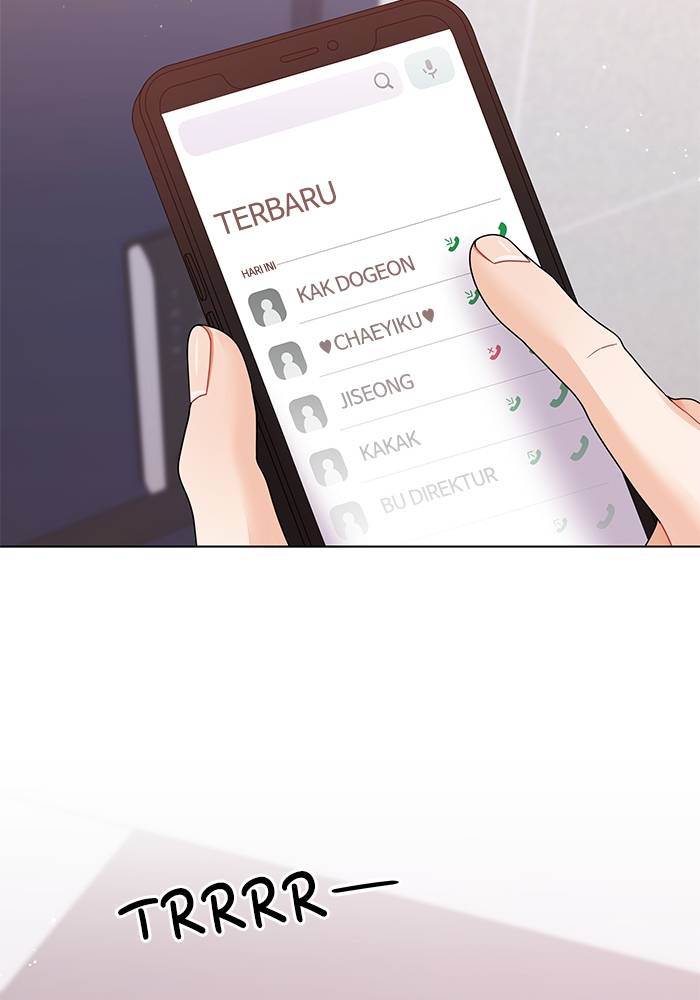 TERBARU
HARI INI
KAK DOGEON
♥CHAEYIKU♥
JISEONG
KAKAK
BU DIREKTUR
TRRRR—